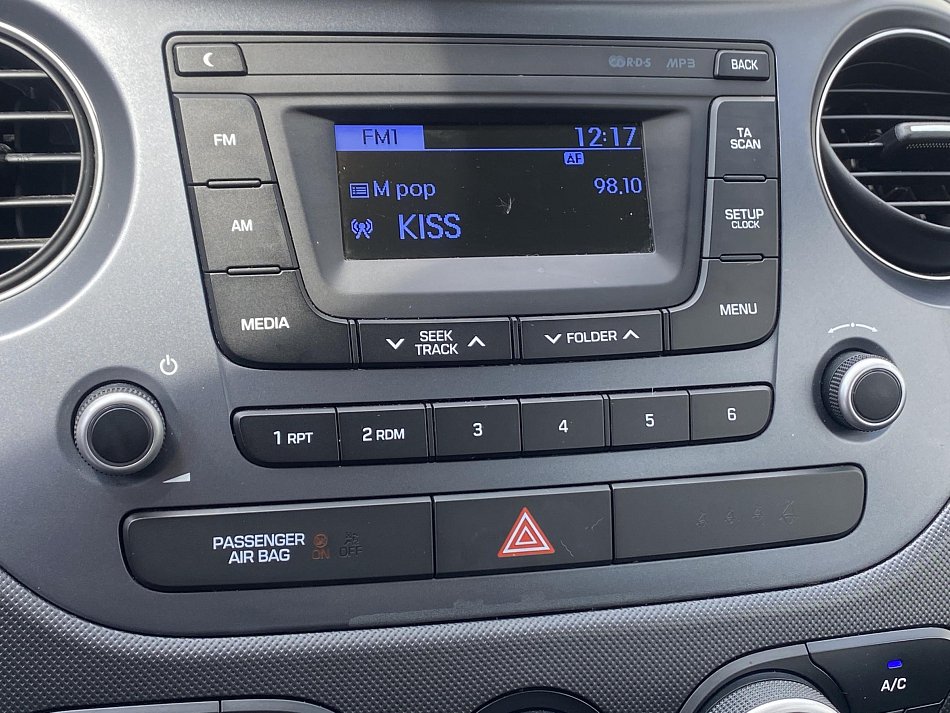 R·D·S MP3 BACK
FM
FM1 12:17
TA
SCAN
AF
M pop 98.10
AM
KISS
SETUP
CLOCK
MEDIA
MENU
SEEK
TRACK
FOLDER
1 RPT 2 RDM 3 4 5 6
PASSENGER
AIR BAG
ON OFF
A/C